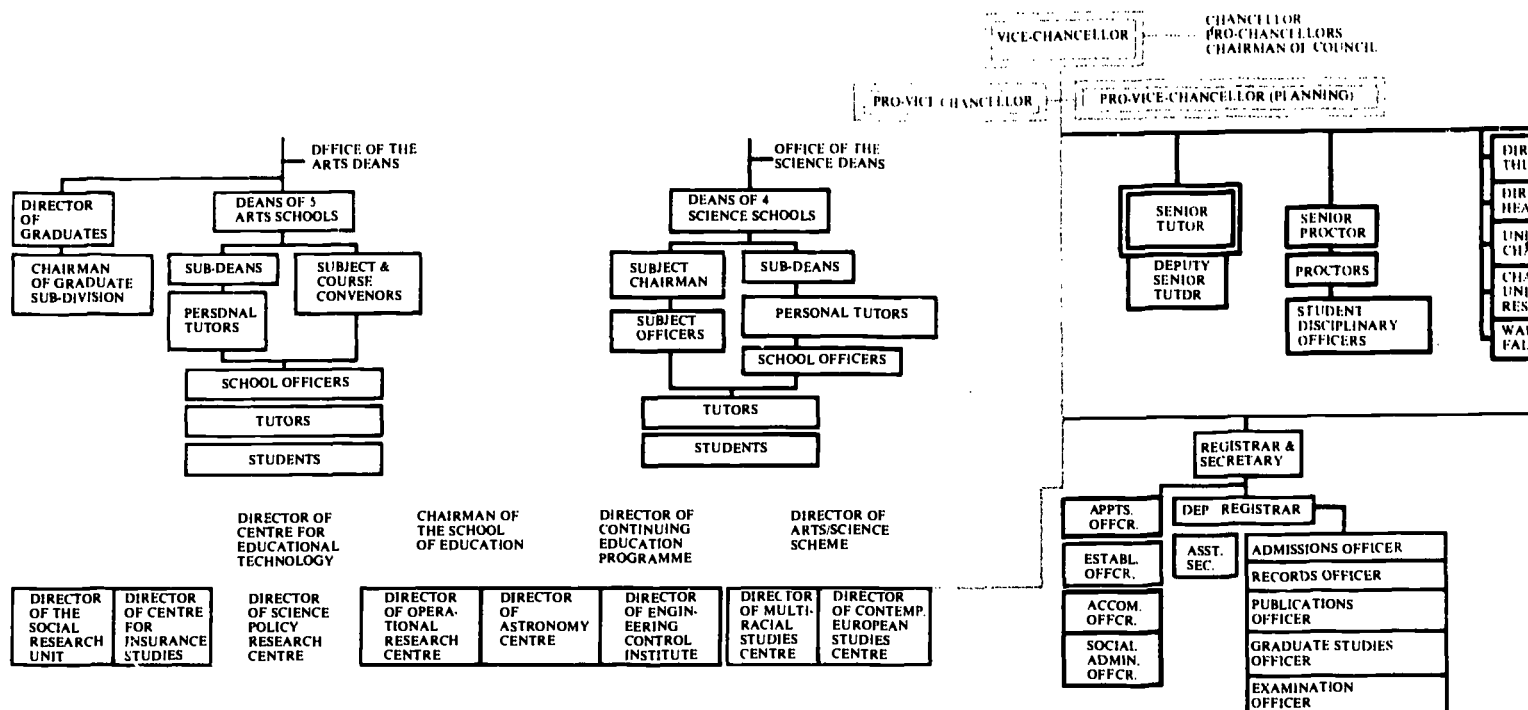 VICE-CHANCELLOR
CHANCELLOR
PRO-CHANCELLORS
CHAIRMAN OF COUNCIL
PRO-VICE CHANCELLOR
PRO-VICE-CHANCELLOR (PLANNING)
OFFICE OF THE
ARTS DEANS
DIRECTOR
OF
GRADUATES
DEANS OF 5
ARTS SCHOOLS
CHAIRMAN
OF GRADUATE
SUB-DIVISION
SUB-DEANS
SUBJECT &
COURSE
CONVENORS
PERSONAL
TUTORS
SCHOOL OFFICERS
TUTORS
STUDENTS
OFFICE OF THE
SCIENCE DEANS
DEANS OF 4
SCIENCE SCHOOLS
SUBJECT
CHAIRMAN
SUB-DEANS
SUBJECT
OFFICERS
PERSONAL TUTORS
SCHOOL OFFICERS
TUTORS
STUDENTS
SENIOR
TUTOR
DEPUTY
SENIOR
TUTOR
SENIOR
PROCTOR
PROCTORS
STUDENT
DISCIPLINARY
OFFICERS
REGISTRAR &
SECRETARY
APPTS.
OFFCR.
DEP REGISTRAR
ESTABL.
OFFCR.
ASST.
SEC.
ACCOM.
OFFCR.
SOCIAL
ADMIN.
OFFCR.
ADMISSIONS OFFICER
RECORDS OFFICER
PUBLICATIONS
OFFICER
GRADUATE STUDIES
OFFICER
EXAMINATION
OFFICER
DIRECTOR OF
CENTRE FOR
EDUCATIONAL
TECHNOLOGY
CHAIRMAN OF
THE SCHOOL
OF EDUCATION
DIRECTOR OF
CONTINUING
EDUCATION
PROGRAMME
DIRECTOR OF
ARTS/SCIENCE
SCHEME
DIRECTOR
OF THE
SOCIAL
RESEARCH
UNIT
DIRECTOR
OF CENTRE
FOR
INSURANCE
STUDIES
DIRECTOR
OF SCIENCE
POLICY
RESEARCH
CENTRE
DIRECTOR
OF OPERA-
TIONAL
RESEARCH
CENTRE
DIRECTOR
OF
ASTRONOMY
CENTRE
DIRECTOR
OF ENGIN-
EERING
CONTROL
INSTITUTE
DIRECTOR
OF MULTI-
RACIAL
STUDIES
CENTRE
DIRECTOR
OF CONTEMP.
EUROPEAN
STUDIES
CENTRE